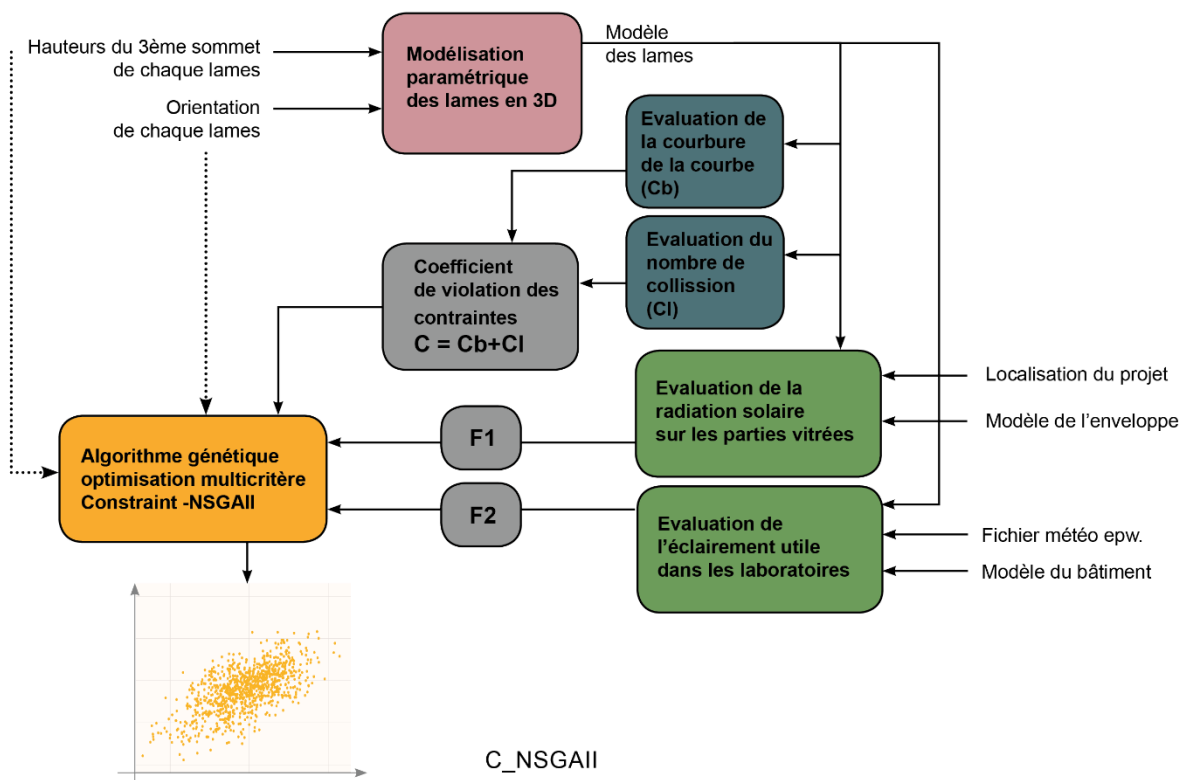 Hauteurs du 3ème sommet
de chaque lames
Orientation
de chaque lames
Modélisation
paramétrique
des lames en 3D
Modèle
des lames
Evaluation de
la courbure
de la courbe
(Cb)
Evaluation du
nombre de
collission
(Cl)
Coefficient
de violation des
contraintes
C = Cb+Cl
Evaluation de la
radiation solaire
sur les parties vitrées
Localisation du projet
Modèle de l'enveloppe
F1
Algorithme génétique
optimisation multicritère
Constraint -NSGAII
F2
Evaluation de
l'éclairement utile
dans les laboratoires
Fichier météo epw.
Modèle du bâtiment
C_NSGAII